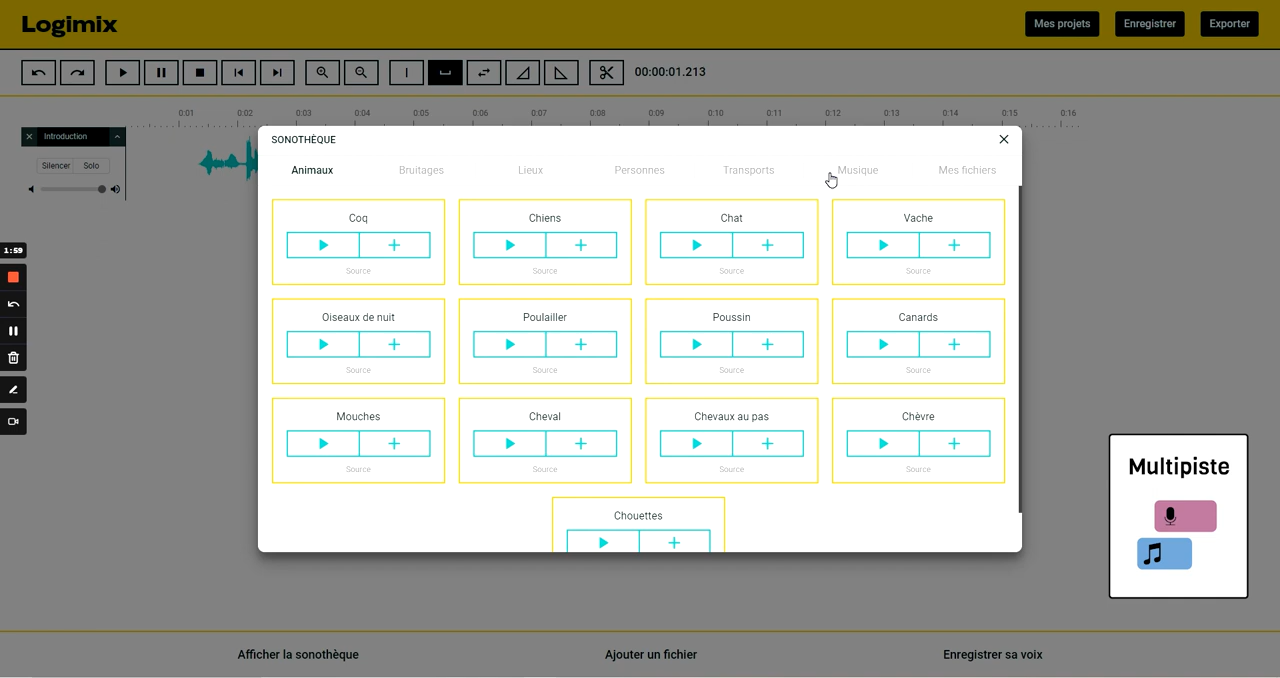 Logimix
Mes projets
Enregistrer
Exporter
00:00:01.213
0:01 0:02 0:03 0:04 0:05 0:06 0:07 0:08 0:09 0:10 0:11 0:12 0:13 0:14 0:15 0:16
Introduction
Silencer Solo
1:59
SONOTHÈQUE
Animaux Bruitages Lieux Personnes Transports Musique Mes fichiers
Coq Chiens Chat Vache
Source Source Source Source
Oiseaux de nuit Poulailler Poussin Canards
Source Source Source Source
Mouches Cheval Chevaux au pas Chèvre
Source Source Source Source
Chouettes
Multipiste
Afficher la sonothèque Ajouter un fichier Enregistrer sa voix